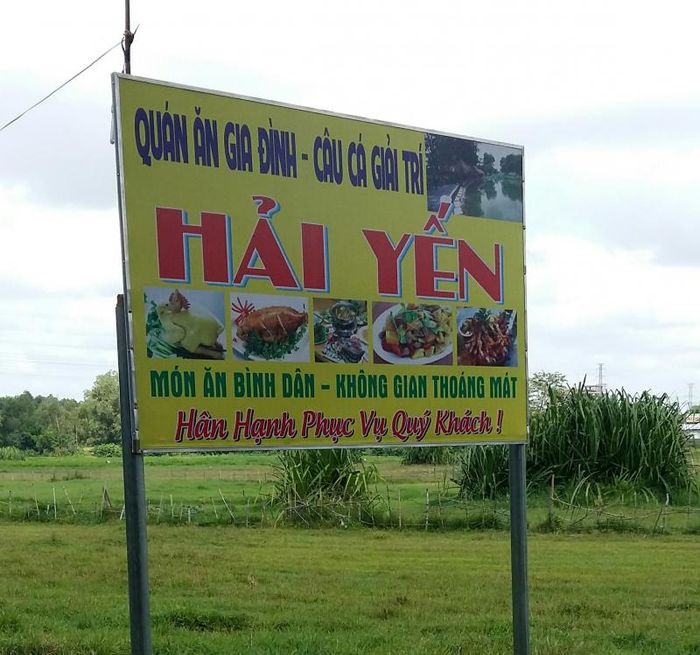 QUÁN ĂN GIA ĐÌNH - CÂU CÁ GIẢI TRÍ
HẢI YẾN
MÓN ĂN BÌNH DÂN - KHÔNG GIAN THOÁNG MÁT
Hân Hạnh Phục Vụ Quý Khách !